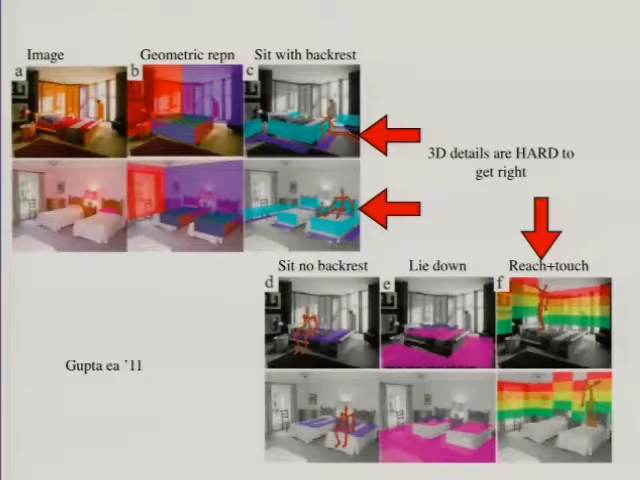 Image
Geometric repn
Sit with backrest
a
b
c
3D details are HARD to
get right
Sit no backrest
Lie down
Reach+touch
d
e
f
Gupta ea ’11